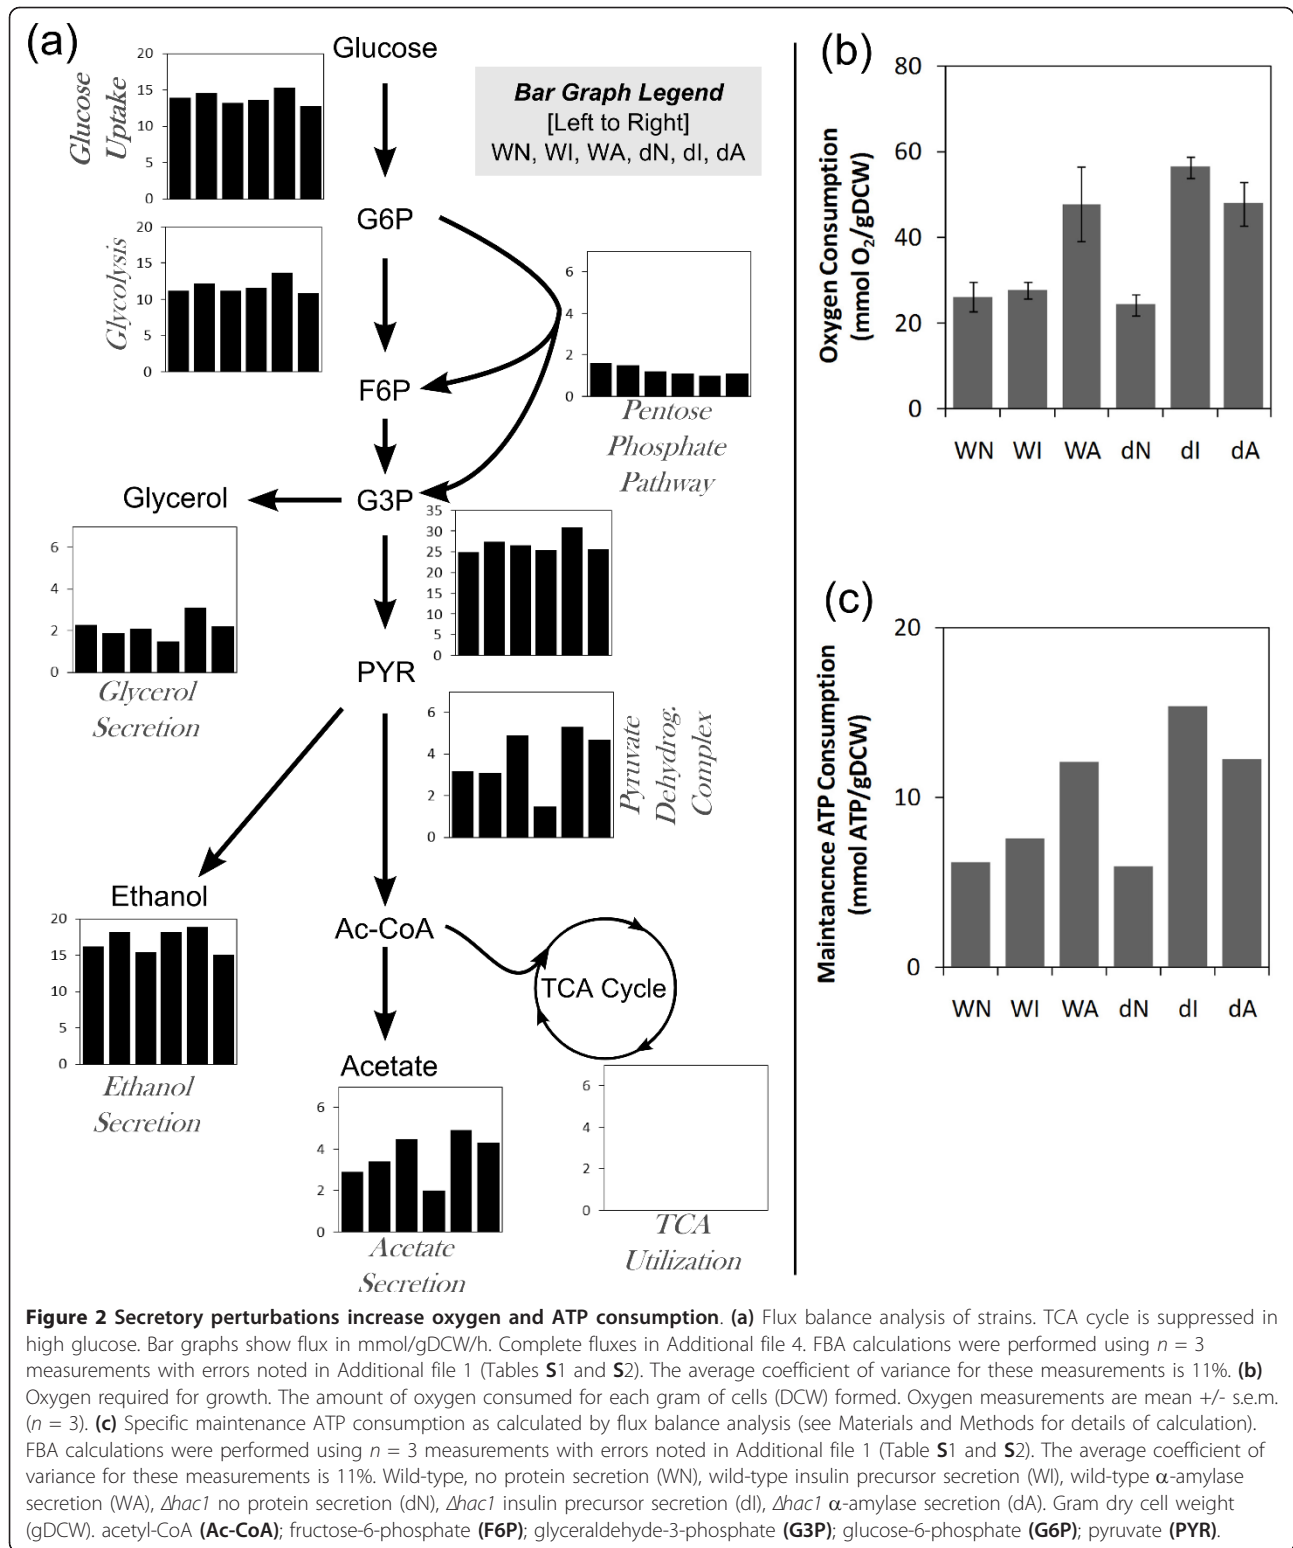 (a)
Glucose
Glucose
Uptake
20
15
10
5
0
Bar Graph Legend
[Left to Right]
WN, WI, WA, dN, dI, dA
G6P
Glycolysis
20
15
10
5
0
6
4
2
0
Pentose
Phosphate
Pathway
F6P
Glycerol
G3P
6
4
2
0
Glycerol
Secretion
35
30
25
20
15
10
5
0
PYR
6
4
2
0
Pyruvate
Dehydrog.
Complex
Ethanol
20
15
10
5
0
Ethanol
Secretion
Ac-CoA
TCA Cycle
Acetate
6
4
2
0
Acetate
Secretion
6
4
2
0
TCA
Utilization
(b)
Oxygen Consumption
(mmol O₂/gDCW)
80
60
40
20
0
WN WI WA dN dI dA
(c)
Maintancnce ATP Consumption
(mmol ATP/gDCW)
20
10
0
WN WI WA dN dI dA
Figure 2 Secretory perturbations increase oxygen and ATP consumption. (a) Flux balance analysis of strains. TCA cycle is suppressed in
high glucose. Bar graphs show flux in mmol/gDCW/h. Complete fluxes in Additional file 4. FBA calculations were performed using n = 3
measurements with errors noted in Additional file 1 (Tables S1 and S2). The average coefficient of variance for these measurements is 11%. (b)
Oxygen required for growth. The amount of oxygen consumed for each gram of cells (DCW) formed. Oxygen measurements are mean +/- s.e.m.
(n = 3). (c) Specific maintenance ATP consumption as calculated by flux balance analysis (see Materials and Methods for details of calculation).
FBA calculations were performed using n = 3 measurements with errors noted in Additional file 1 (Table S1 and S2). The average coefficient of
variance for these measurements is 11%. Wild-type, no protein secretion (WN), wild-type insulin precursor secretion (WI), wild-type α-amylase
secretion (WA), Δhac1 no protein secretion (dN), Δhac1 insulin precursor secretion (dI), Δhac1 α-amylase secretion (dA). Gram dry cell weight
(gDCW). acetyl-CoA (Ac-CoA); fructose-6-phosphate (F6P); glyceraldehyde-3-phosphate (G3P); glucose-6-phosphate (G6P); pyruvate (PYR).